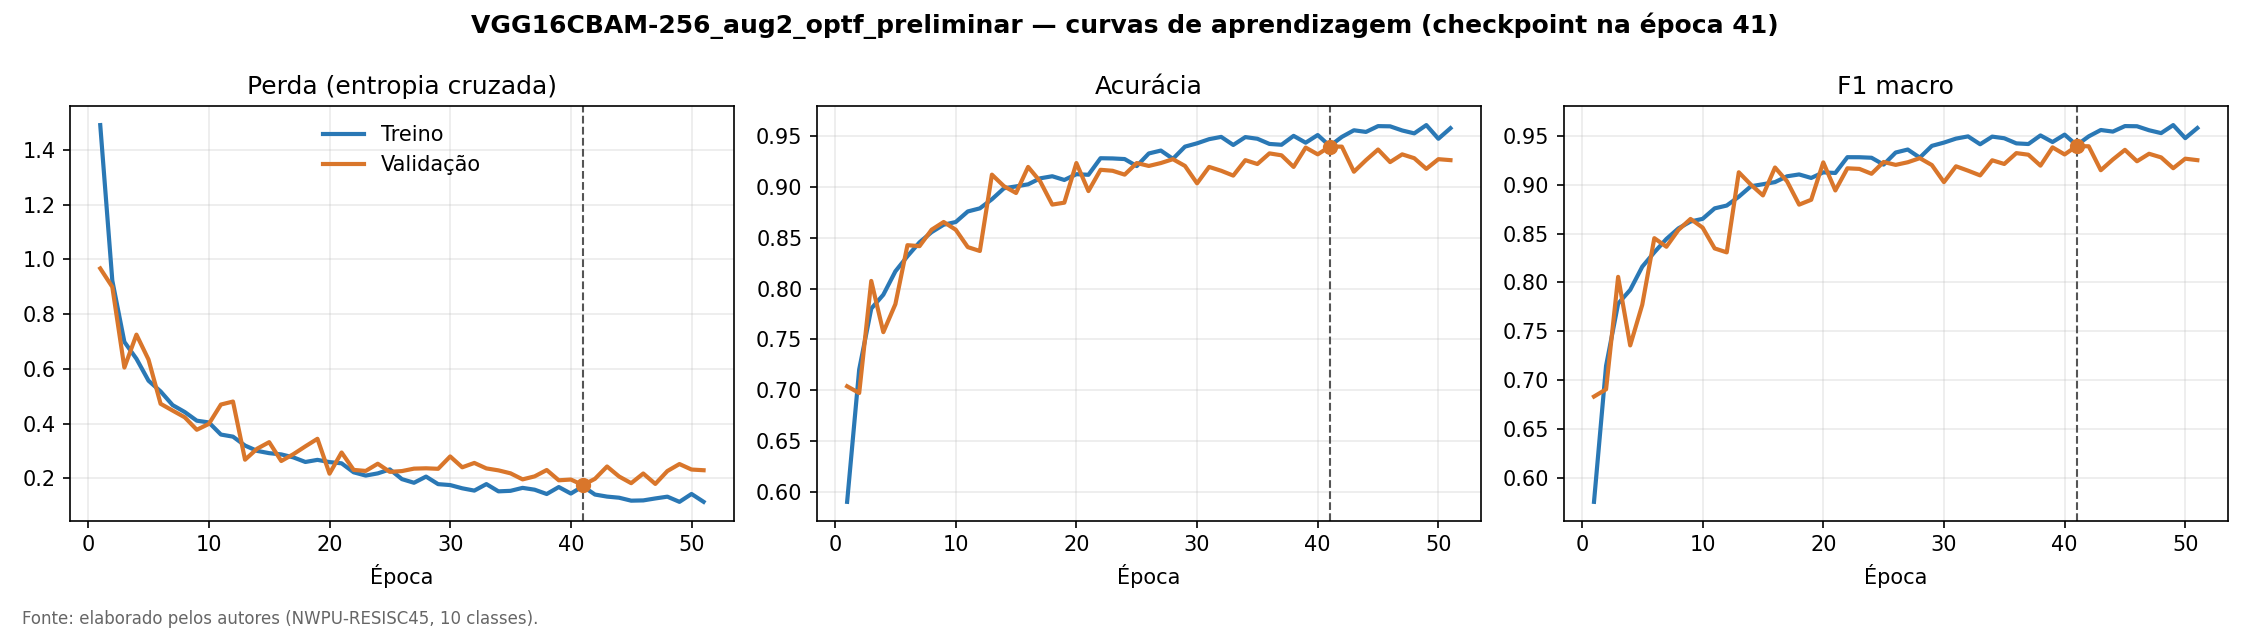 VGG16CBAM-256_aug2_optf_preliminar — curvas de aprendizagem (checkpoint na época 41)
Perda (entropia cruzada)
Treino
Validação
1.4
1.2
1.0
0.8
0.6
0.4
0.2
0 10 20 30 40 50
Época
Acurácia
0.95
0.90
0.85
0.80
0.75
0.70
0.65
0.60
0 10 20 30 40 50
Época
F1 macro
0.95
0.90
0.85
0.80
0.75
0.70
0.65
0.60
0 10 20 30 40 50
Época
Fonte: elaborado pelos autores (NWPU-RESISC45, 10 classes).